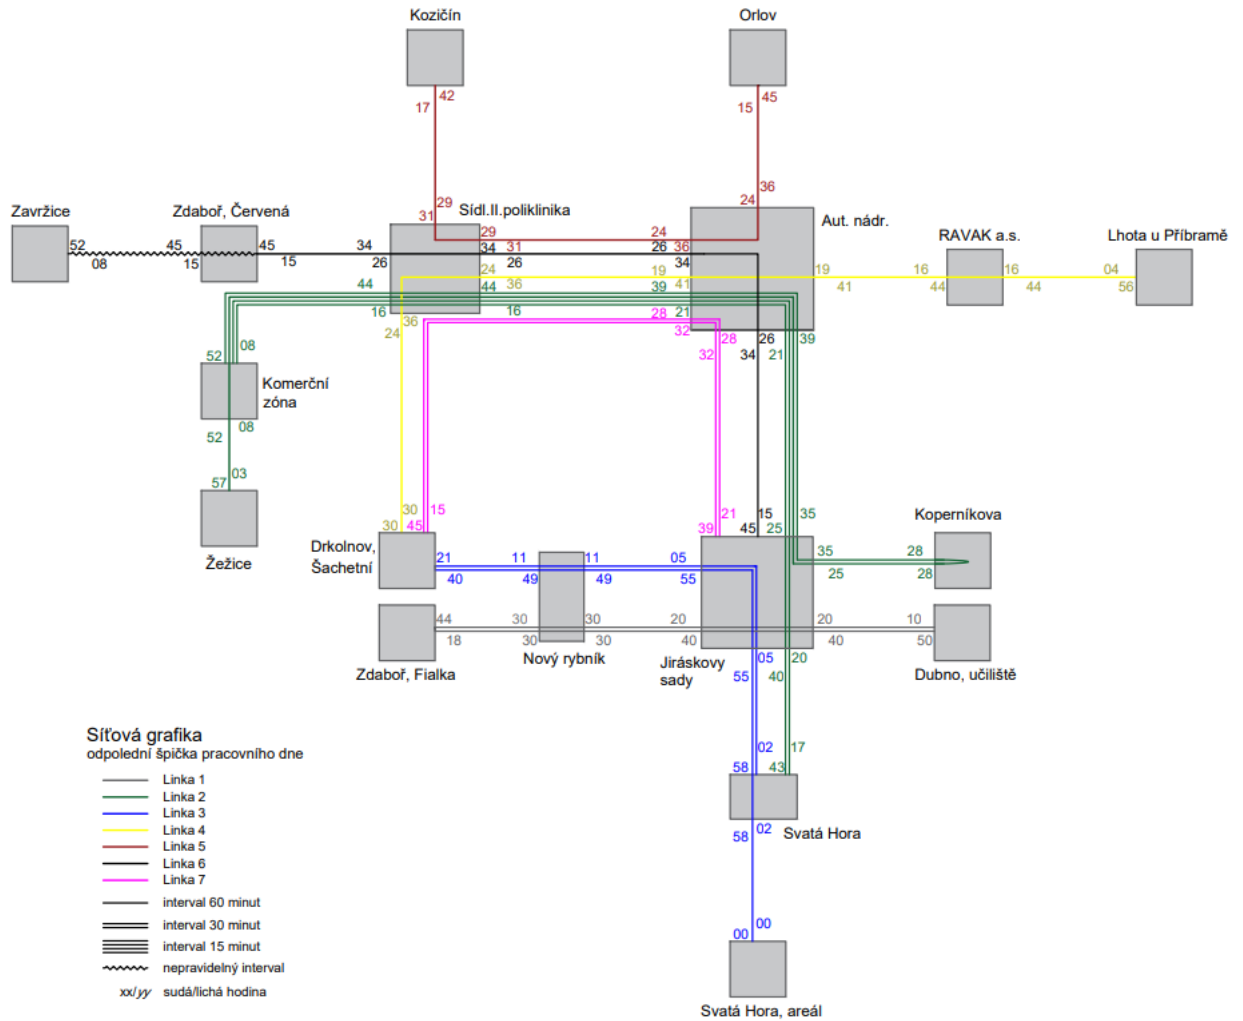 Kozičín
Orlov
42
17
45
15
29
31
36
24
Závržice
Zdaboř, Červená
Sídl.II.poliklinika
Aut. nádr.
RAVAK a.s.
Lhota u Příbramě
52
08
45
15
45
15
34
26
29
31
34
26
24
36
26
34
24
36
44
16
19
41
39
21
28
32
19
41
16
44
16
44
04
56
44
16
36
24
28
32
26
34
21
39
52
08
Komerční
zóna
52
08
57
03
Žežice
30
30
45
15
39
21
45
15
25
35
Drkolnov,
Šachetní
21
40
11
49
11
49
05
55
35
25
28
28
Koperníkova
44
18
30
30
30
30
20
40
20
40
10
50
Zdaboř, Fialka
Nový rybník
Jiráskovy
sady
Dubno, učiliště
05
55
20
40
02
58
17
43
Svatá Hora
58
02
00
00
Svatá Hora, areál
Síťová grafika
odpolední špička pracovního dne
Linka 1
Linka 2
Linka 3
Linka 4
Linka 5
Linka 6
Linka 7
interval 60 minut
interval 30 minut
interval 15 minut
nepravidelný interval
xx/yy sudá/lichá hodina